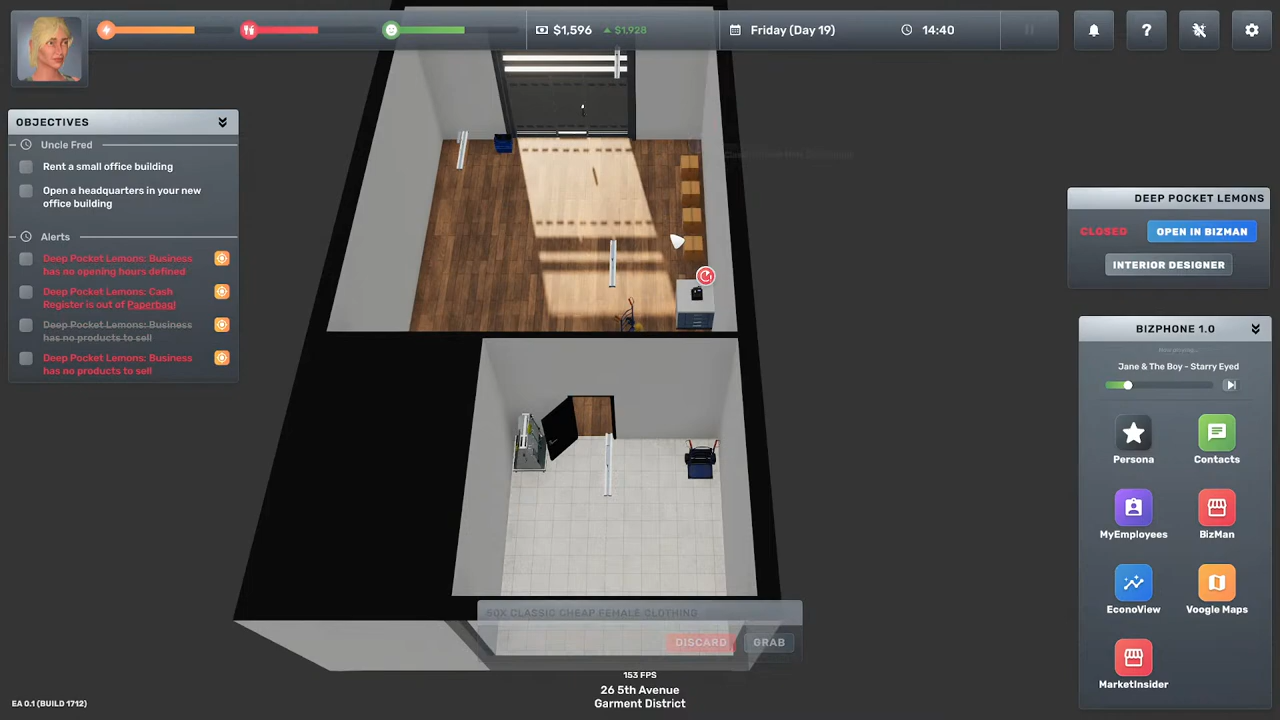 $1,596
$1,928
Friday (Day 19)
14:40
?
OBJECTIVES
Uncle Fred
Rent a small office building
Open a headquarters in your new
office building
Alerts
Deep Pocket Lemons: Business
has no opening hours defined
Deep Pocket Lemons: Cash
Register is out of Paperbag!
Deep Pocket Lemons: Business
has no products to sell
Deep Pocket Lemons: Business
has no products to sell
DEEP POCKET LEMONS
CLOSED
OPEN IN BIZMAN
INTERIOR DESIGNER
BIZPHONE 1.0
Now playing...
Jane & The Boy - Starry Eyed
Persona
Contacts
MyEmployees
BizMan
EconoView
Voogle Maps
MarketInsider
50X CLASSIC CHEAP FEMALE CLOTHING
DISCARD
GRAB
153 FPS
26 5th Avenue
Garment District
EA 0.1 (BUILD 1712)